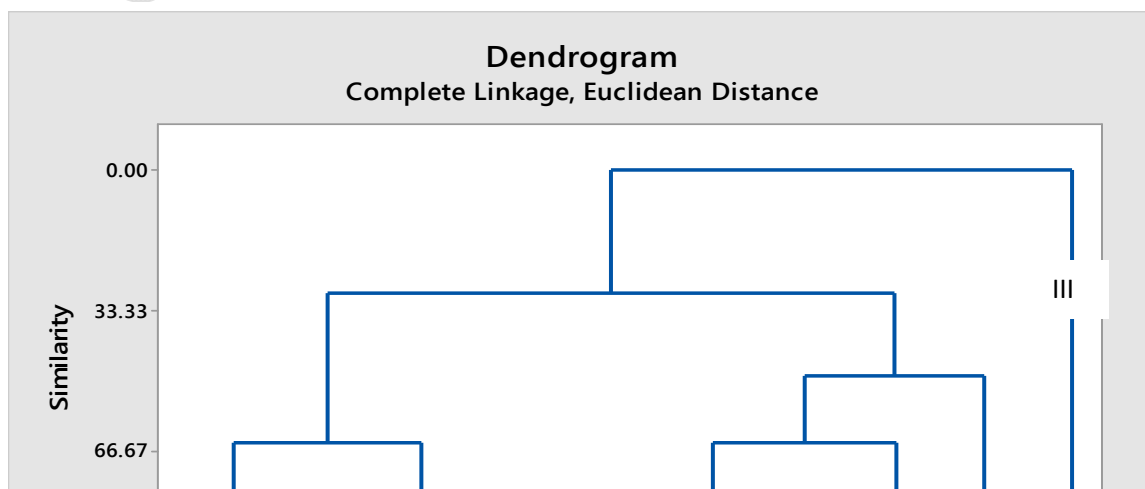 Dendrogram
Complete Linkage, Euclidean Distance
0.00
III
33.33
Similarity
66.67